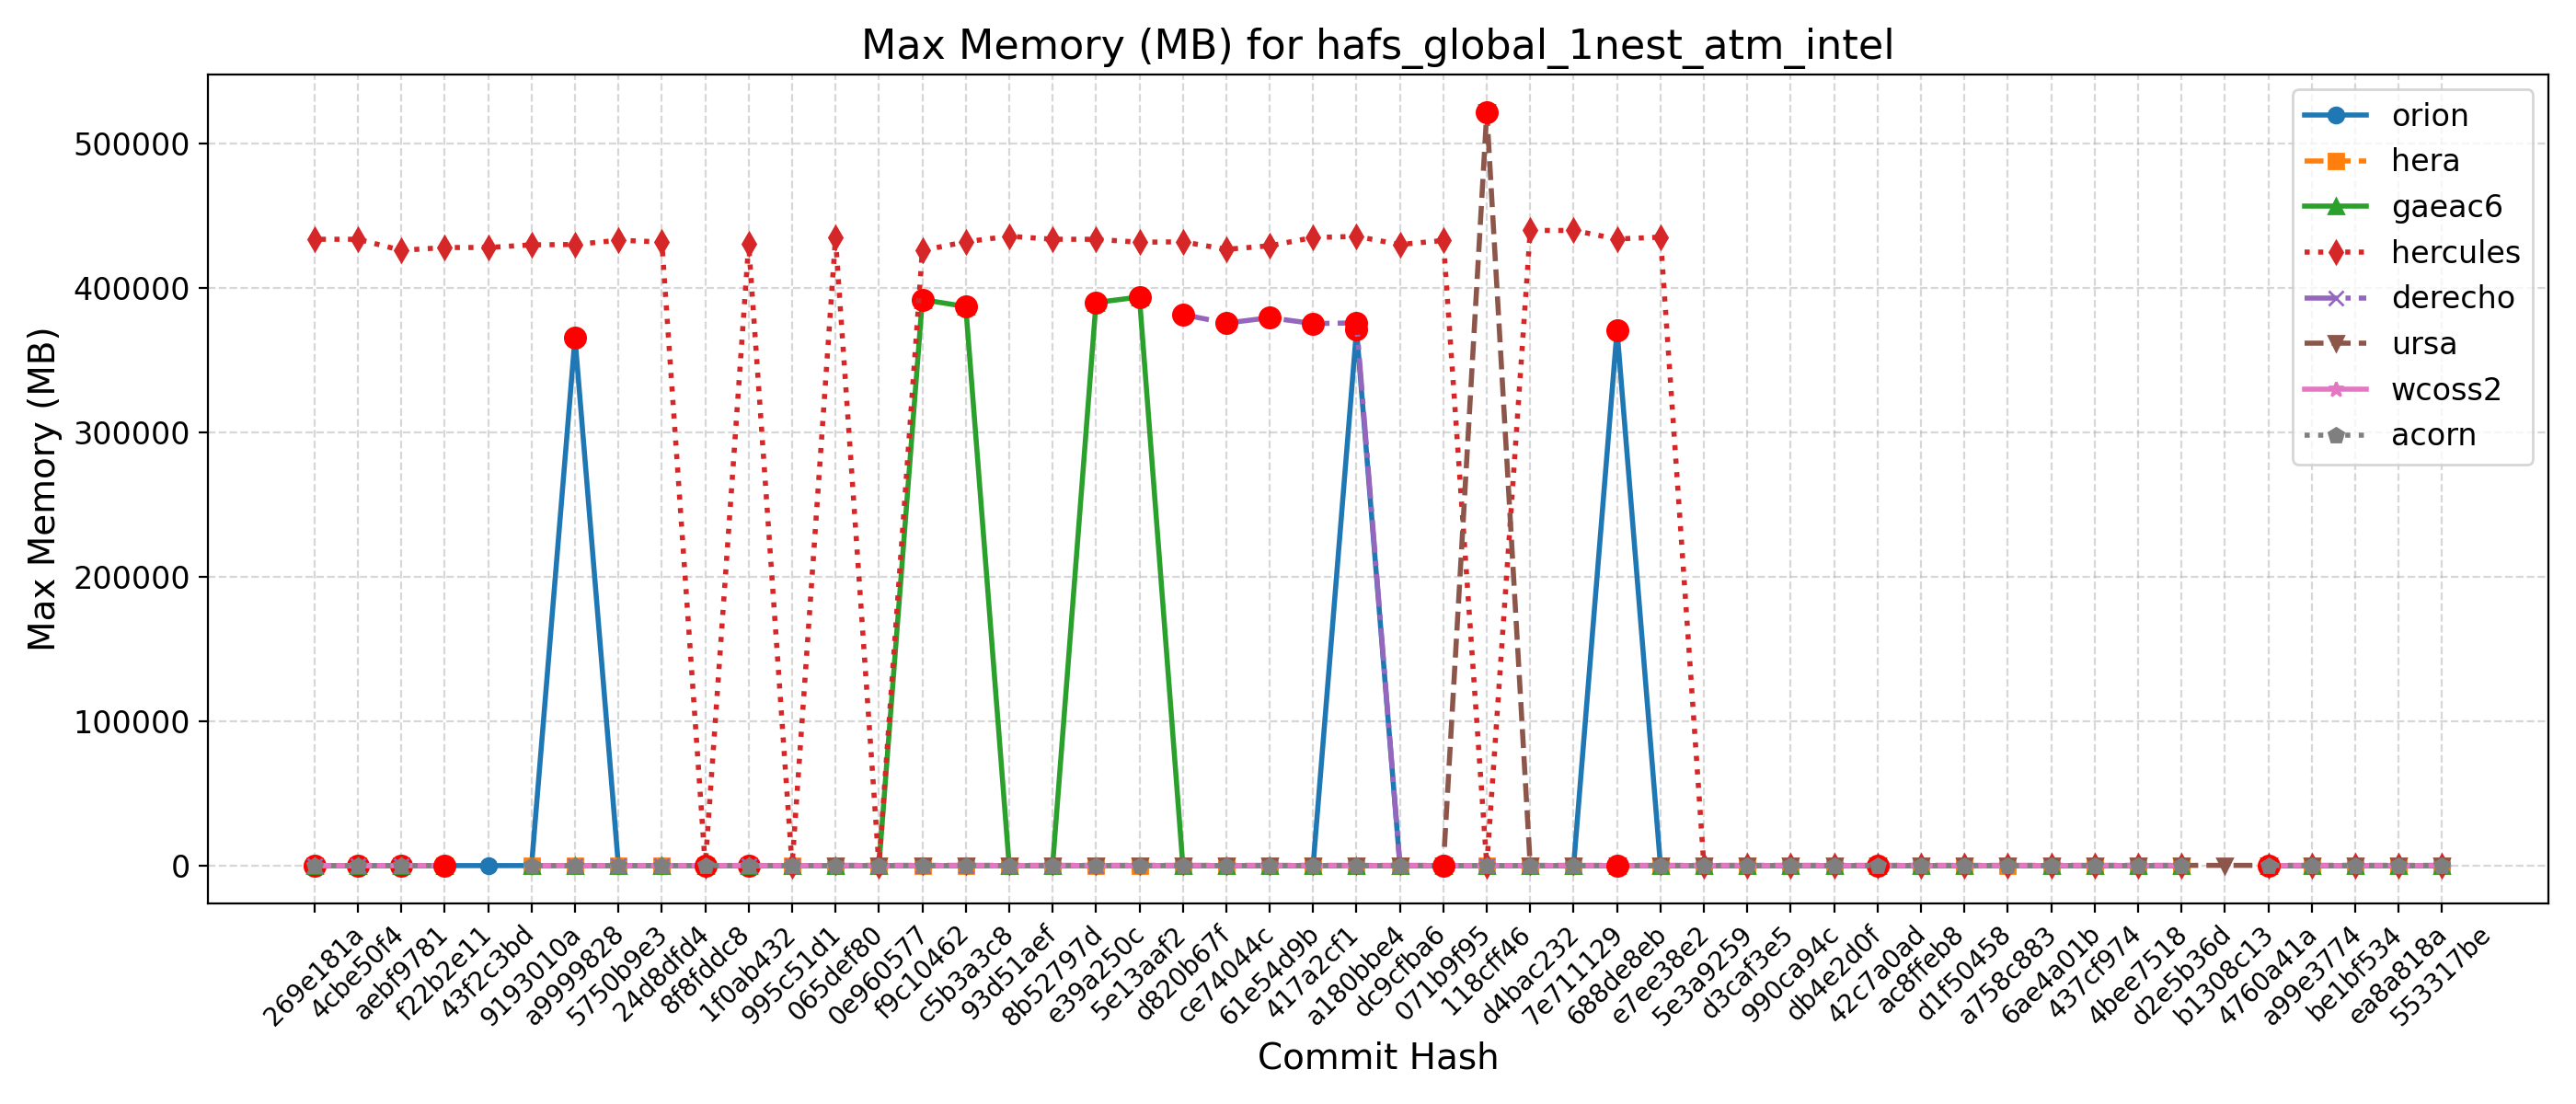 Max Memory (MB) for hafs_global_1nest_atm_intel
Max Memory (MB)
500000
400000
300000
200000
100000
0
orion
hera
gaeac6
hercules
derecho
ursa
wcoss2
acorn
269e181a
4cbe50f4
aebf9781
f22b2e11
43f2c3bd
9193010a
a9999828
5750b9e3
24d8dfd4
8f8fddc8
1f0ab432
995c51d1
065def80
0e960577
f9c10462
c5b3a3c8
93d51aef
8b52797d
e39a250c
5e13aaf2
d820b67f
ce74044c
61e54d9b
417a2cf1
a180bbe4
dc9cfba6
071b9f95
118cff46
d4bac232
7e711129
688de8eb
e7ee38e2
5e3a9259
d3caf3e5
990ca94c
db4e2d0f
42c7a0ad
ac8ffeb8
d1f50458
a758c883
6ae4a01b
437cf974
4bee7518
d2e5b36d
b1308c13
4760a41a
a99e3774
be1bf534
ea8a818a
553317be
Commit Hash